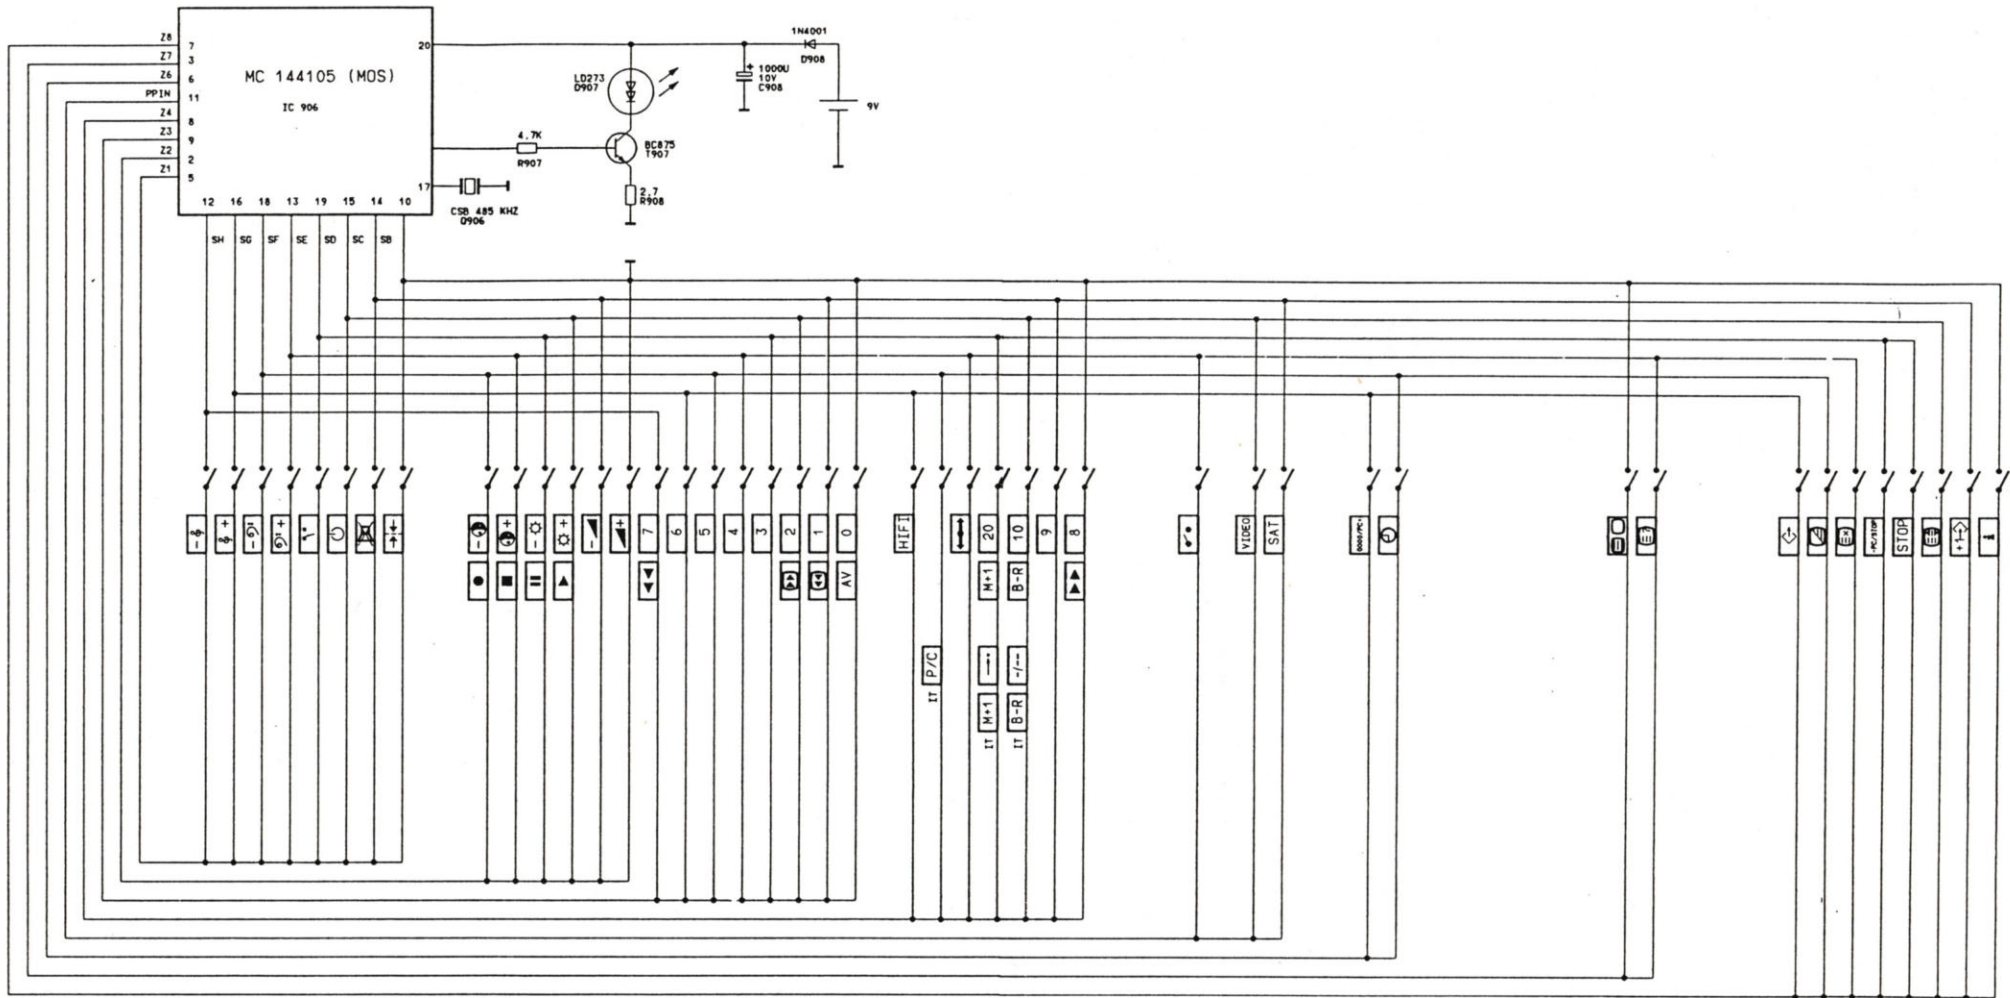 Z8
Z7
Z6
PPIN
Z4
Z3
Z2
Z1
7
3
6
11
8
9
2
5
MC 144105 (MOS)
IC 906
20
17
12 16 18 13 19 15 14 10
SH SG SF SE SD SC SB
LD273
D907
1000U
10V
C908
1N4001
D908
9V
4.7K
R907
BC875
T907
2,7
R908
CSB 485 KHZ
Q906
-
+
-
+
-
+
-
+
-
+
7
6
5
4
3
2
1
0
AV
HIFI
P/C
IT
20
M+1
M+1
IT
10
B-R
-/--
B-R
IT
9
8
VIDEO
SAT
-PC/STOP
STOP